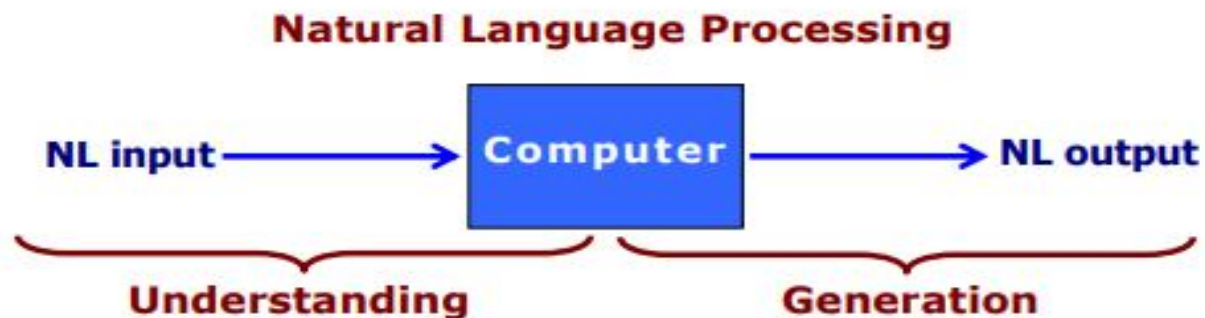 Natural Language Processing
NL input
Computer
NL output
Understanding
Generation